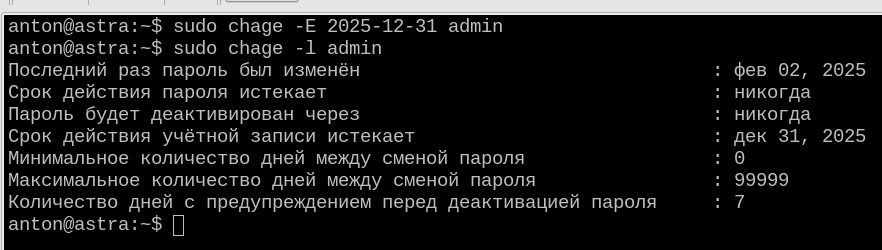 anton@astra:~$ sudo chage -E 2025-12-31 admin
anton@astra:~$ sudo chage -l admin
Последний раз пароль был изменён : фев 02, 2025
Срок действия пароля истекает : никогда
Пароль будет деактивирован через : никогда
Срок действия учётной записи истекает : дек 31, 2025
Минимальное количество дней между сменой пароля : 0
Максимальное количество дней между сменой пароля : 99999
Количество дней с предупреждением перед деактивацией пароля : 7
anton@astra:~$